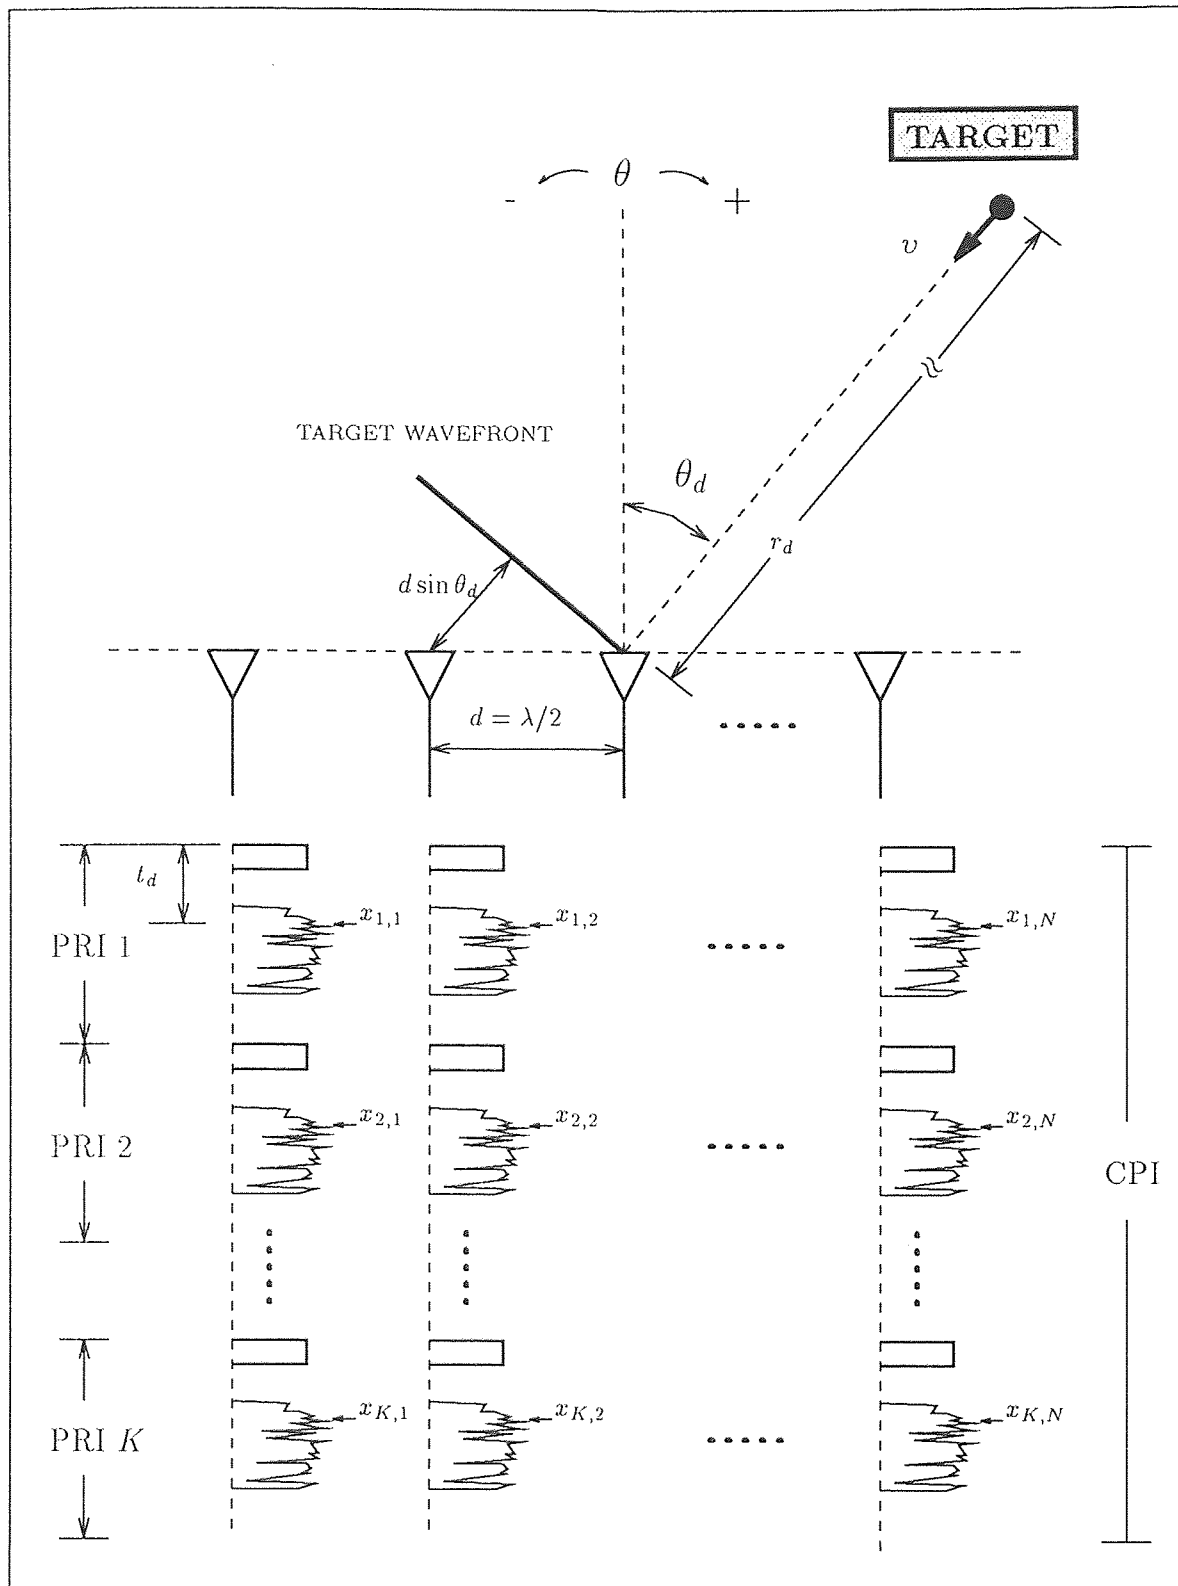 TARGET
θ
- +
v
TARGET WAVEFRONT
θ_d
r_d
d sin θ_d
d = λ/2
.....
t_d
x_{1,1} x_{1,2} x_{1,N}
PRI 1 .....
x_{2,1} x_{2,2} x_{2,N}
PRI 2 .....
CPI
x_{K,1} x_{K,2} x_{K,N}
PRI K .....